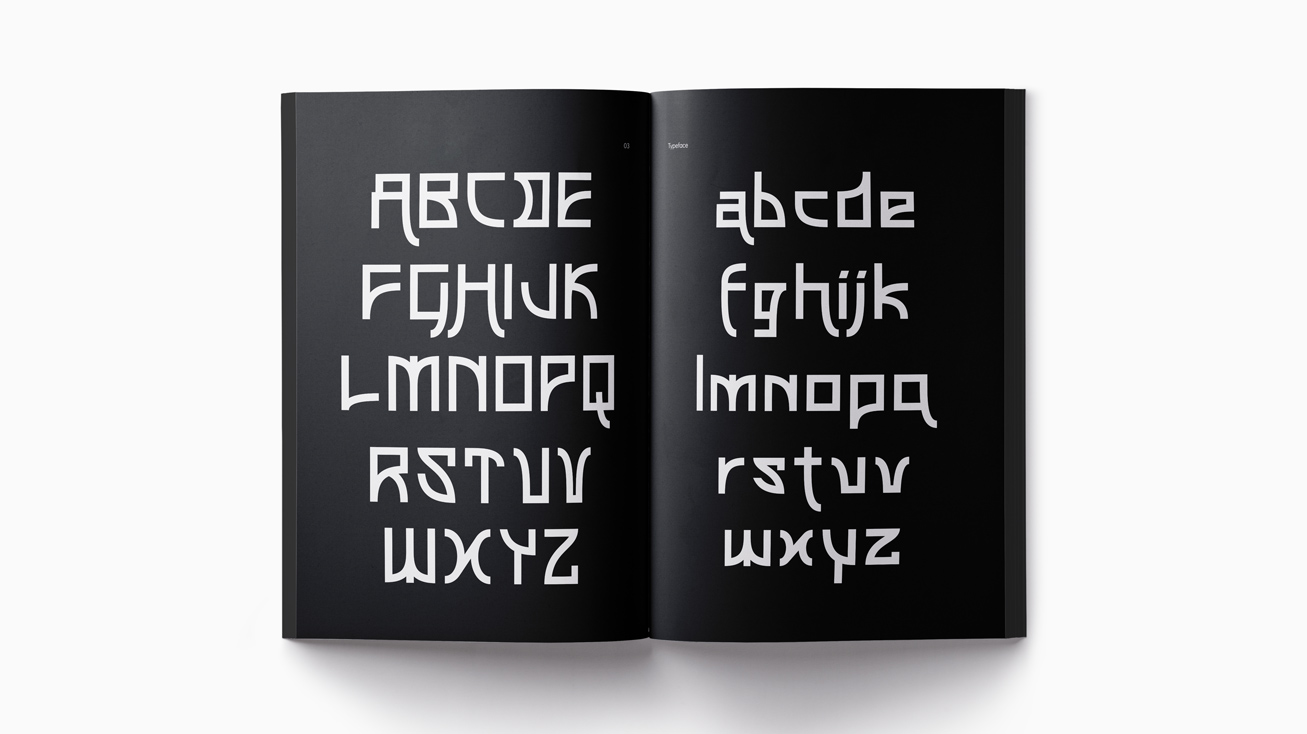 03
ABCDE
FGHIJK
LMNOPQ
RSTUV
WXYZ
Typeface
abcde
fghijk
lmnopq
rstuv
wxyz